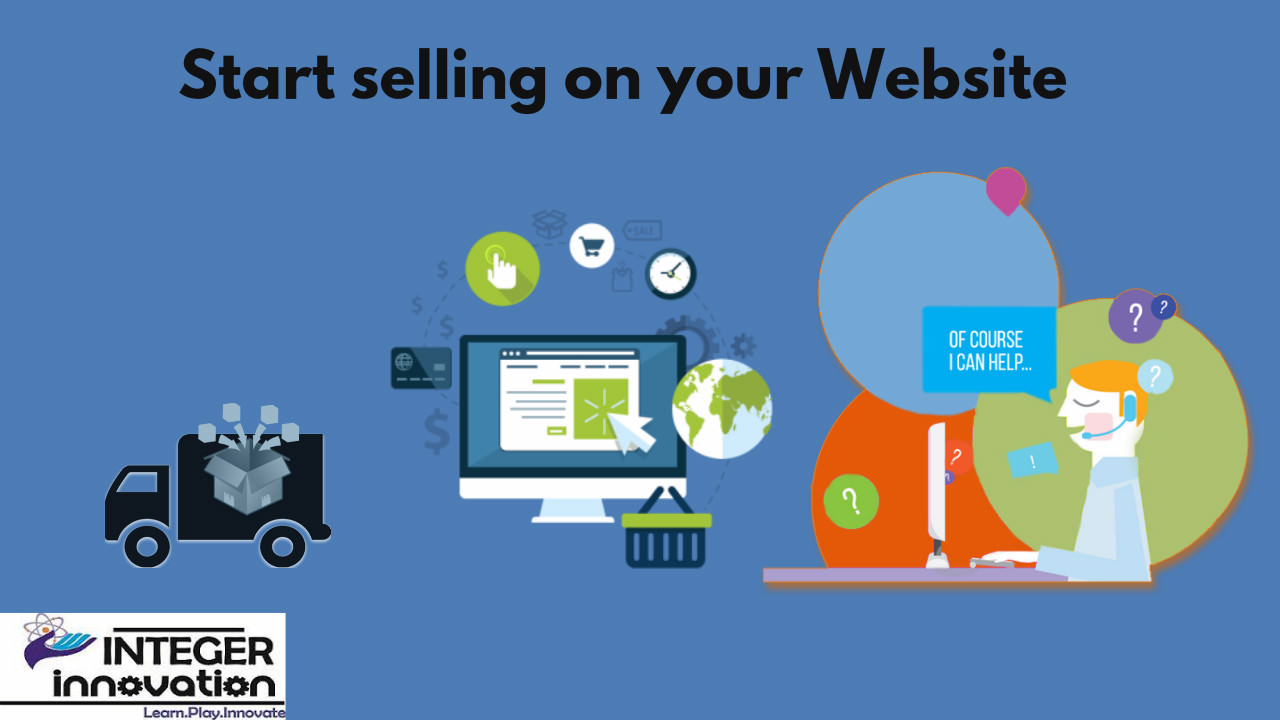 Start selling on your Website
SALE
OF COURSE
I CAN HELP...
?
?
?
?
!
?
INTEGER
innovation
Learn.Play.Innovate